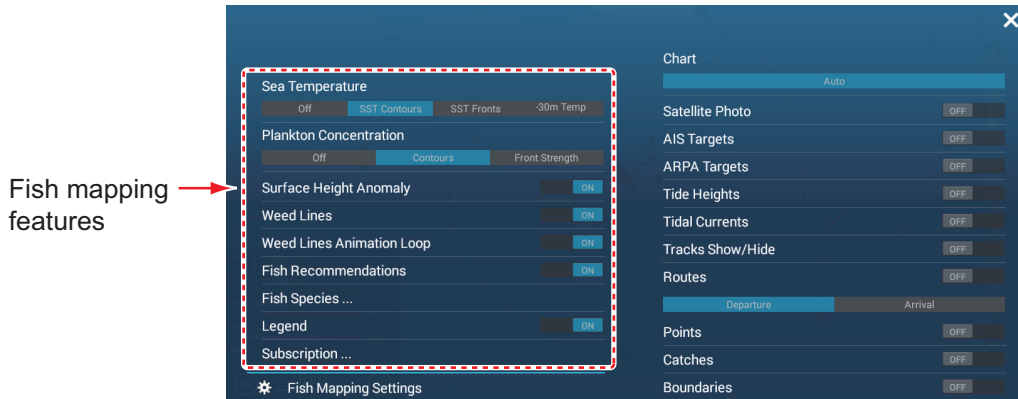 Fish mapping
features
Sea Temperature
Off SST Contours SST Fronts -30m Temp
Plankton Concentration
Off Contours Front Strength
Surface Height Anomaly ON
Weed Lines ON
Weed Lines Animation Loop ON
Fish Recommendations ON
Fish Species ...
Legend ON
Subscription ...
Fish Mapping Settings
Chart
Auto
Satellite Photo OFF
AIS Targets OFF
ARPA Targets OFF
Tide Heights OFF
Tidal Currents OFF
Tracks Show/Hide OFF
Routes OFF
Departure Arrival
Points OFF
Catches OFF
Boundaries OFF